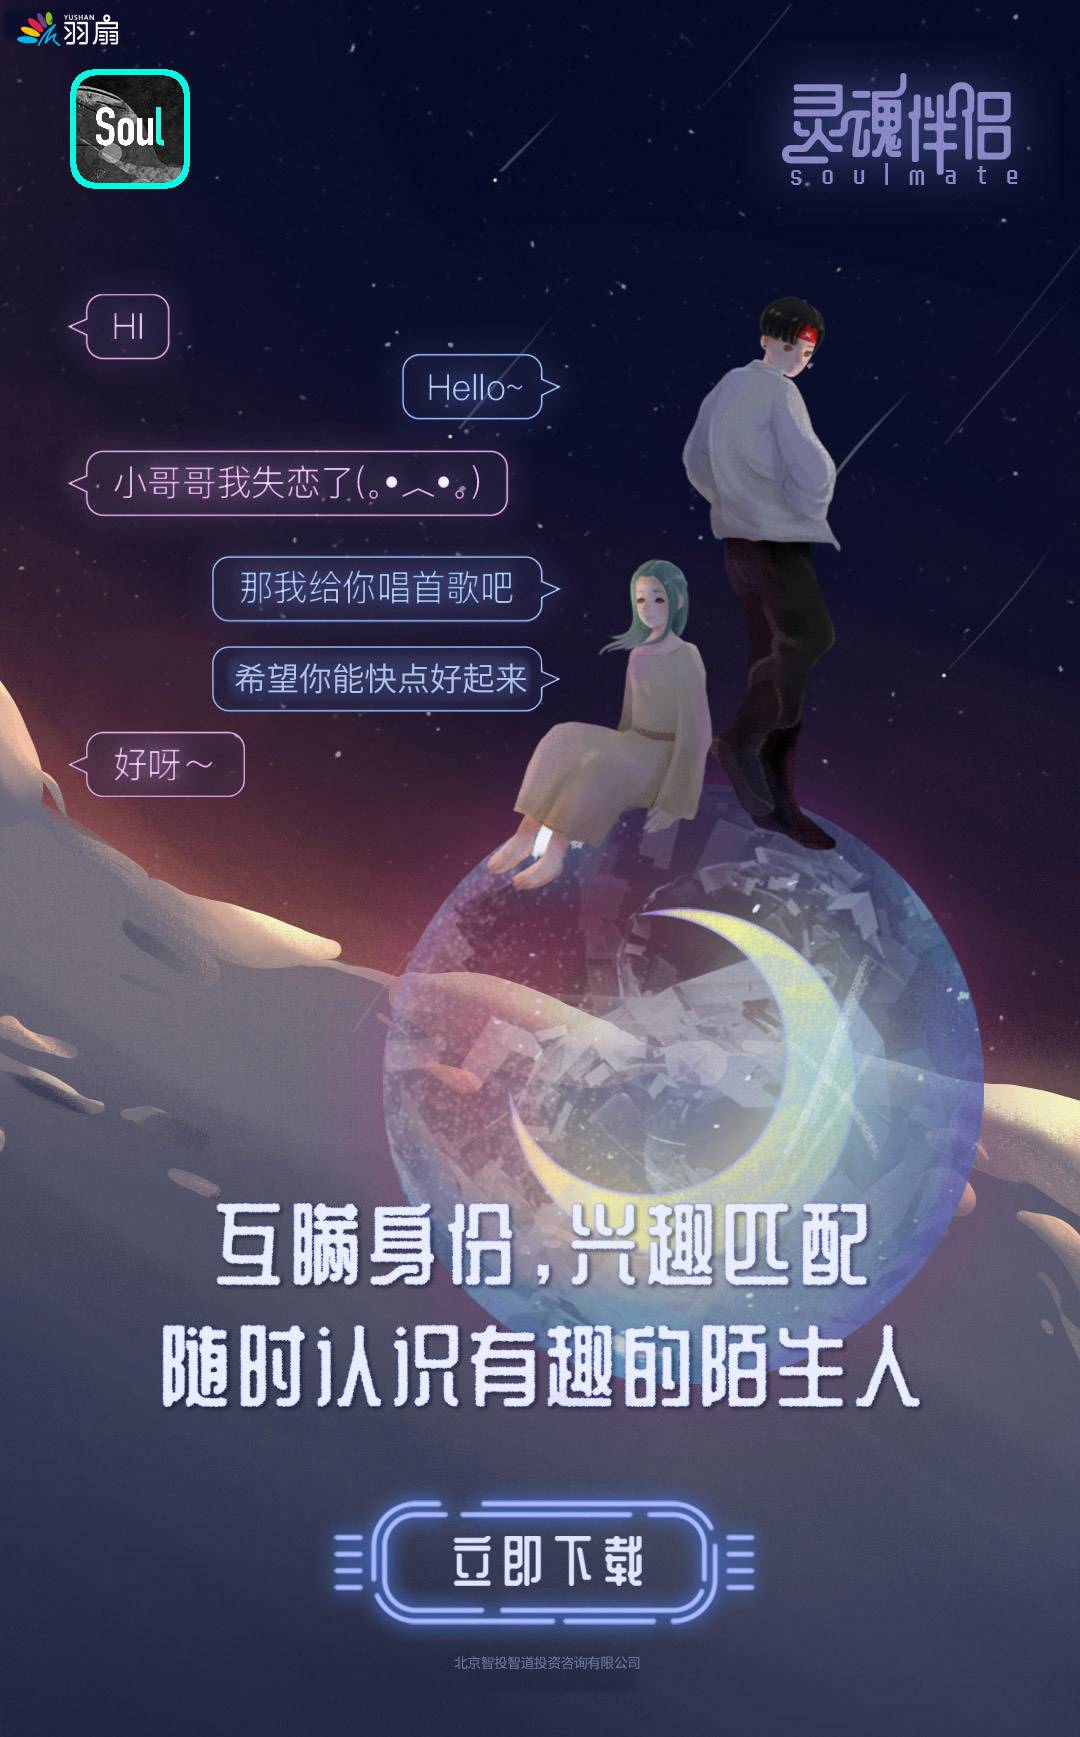 YUSHAN
羽扇
Soul
灵魂伴侣
soulmate
HI
Hello~
小哥哥我失恋了(｡•︿•｡)
那我给你唱首歌吧
希望你能快点好起来
好呀～
互瞒身份,兴趣匹配
随时认识有趣的陌生人
立即下载
北京智投智道投资咨询有限公司